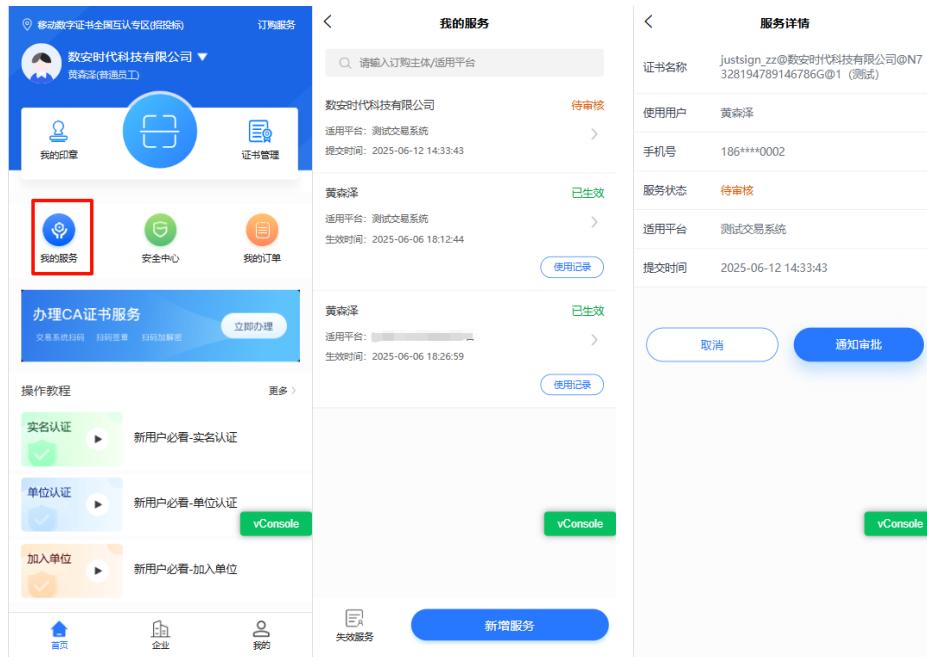 移动数字证书全国互认专区(招投标)
订购服务
数安时代科技有限公司
黄森泽(普通员工)
我的印章
证书管理
我的服务
安全中心
我的订单
办理CA证书服务
交易系统扫码 扫码签章 扫码加解密
立即办理
操作教程
更多
实名认证
新用户必看-实名认证
单位认证
新用户必看-单位认证
vConsole
加入单位
新用户必看-加入单位
首页
企业
我的
我的服务
请输入订购主体/适用平台
数安时代科技有限公司
待审核
适用平台：测试交易系统
提交时间：2025-06-12 14:33:43
黄森泽
已生效
适用平台：测试交易系统
生效时间：2025-06-06 18:12:44
使用记录
黄森泽
已生效
适用平台：
生效时间：2025-06-06 18:26:59
使用记录
vConsole
失效服务
新增服务
服务详情
证书名称
justsign_zz@数安时代科技有限公司@N7
328194789146786G@1（测试）
使用用户
黄森泽
手机号
186****0002
服务状态
待审核
适用平台
测试交易系统
提交时间
2025-06-12 14:33:43
取消
通知审批
vConsole